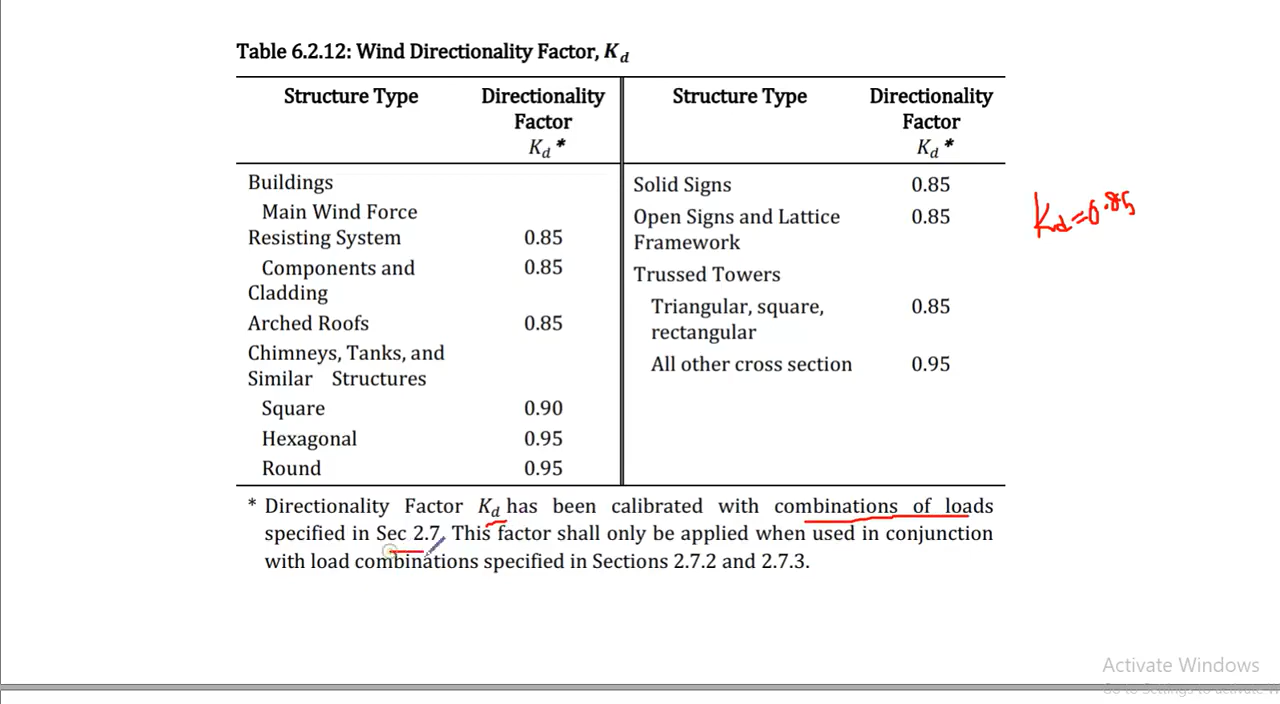 Table 6.2.12: Wind Directionality Factor, Kd
Structure Type
Directionality
Factor
Kd *
Buildings
Main Wind Force
Resisting System 0.85
Components and 0.85
Cladding
Arched Roofs 0.85
Chimneys, Tanks, and
Similar Structures
Square 0.90
Hexagonal 0.95
Round 0.95
Structure Type
Directionality
Factor
Kd *
Solid Signs 0.85
Open Signs and Lattice 0.85
Framework
Trussed Towers
Triangular, square, 0.85
rectangular
All other cross section 0.95
Kd=0.85
* Directionality Factor Kd has been calibrated with combinations of loads
specified in Sec 2.7. This factor shall only be applied when used in conjunction
with load combinations specified in Sections 2.7.2 and 2.7.3.
Activate Windows
Go to Settings to activate W